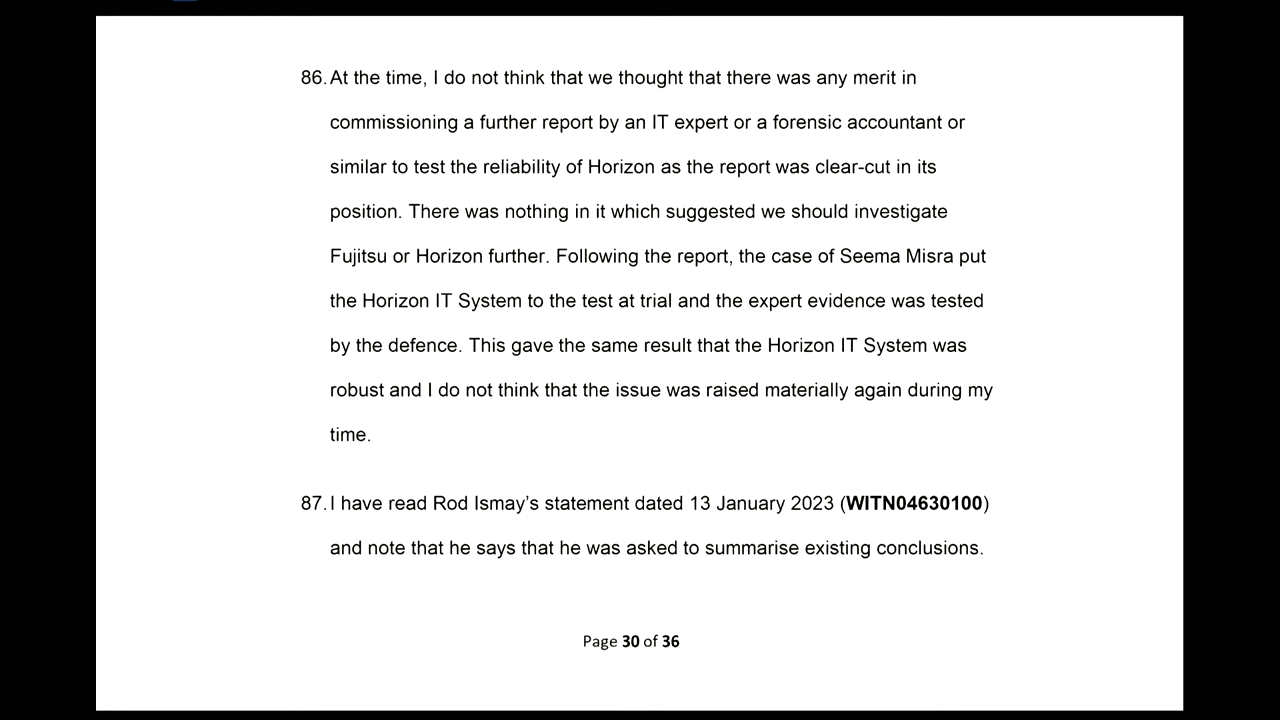 86. At the time, I do not think that we thought that there was any merit in
commissioning a further report by an IT expert or a forensic accountant or
similar to test the reliability of Horizon as the report was clear-cut in its
position. There was nothing in it which suggested we should investigate
Fujitsu or Horizon further. Following the report, the case of Seema Misra put
the Horizon IT System to the test at trial and the expert evidence was tested
by the defence. This gave the same result that the Horizon IT System was
robust and I do not think that the issue was raised materially again during my
time.
87. I have read Rod Ismay’s statement dated 13 January 2023 (WITN04630100)
and note that he says that he was asked to summarise existing conclusions.
Page 30 of 36